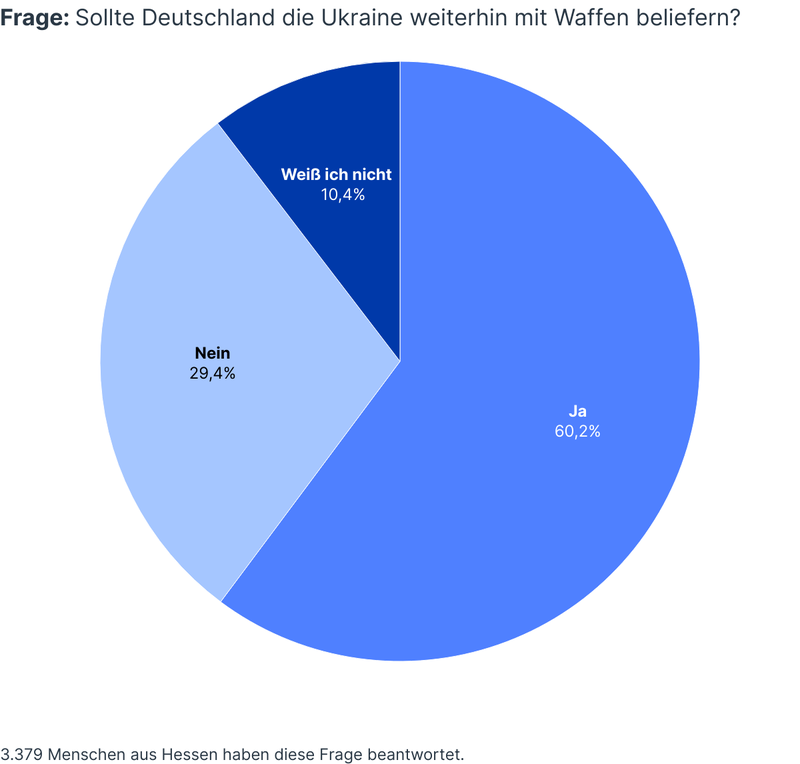 Frage: Sollte Deutschland die Ukraine weiterhin mit Waffen beliefern?
Weiß ich nicht
10,4%
Nein
29,4%
Ja
60,2%
3.379 Menschen aus Hessen haben diese Frage beantwortet.